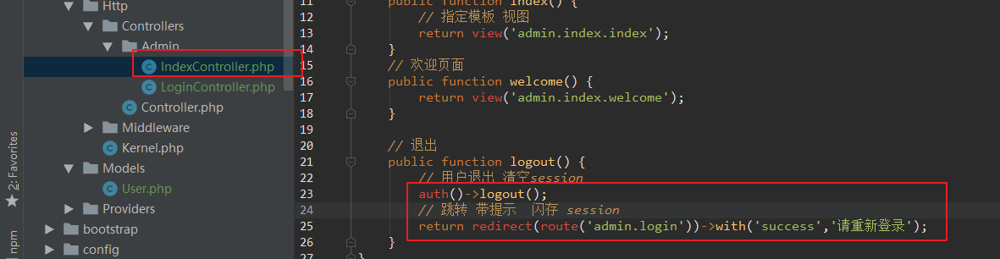 Http
Controllers
Admin
IndexController.php
LoginController.php
Controller.php
Middleware
Kernel.php
Models
User.php
Providers
bootstrap
config
2: Favorites
npm
11 public function index() {
12 // 指定模板 视图
13 return view('admin.index.index');
14 }
15 // 欢迎页面
16 public function welcome() {
17 return view('admin.index.welcome');
18 }
19
20 // 退出
21 public function logout() {
22 // 用户退出 清空session
23 auth()->logout();
24 // 跳转 带提示  闪存 session
25 return redirect(route('admin.login'))->with('success','请重新登录');
26 }
27 }